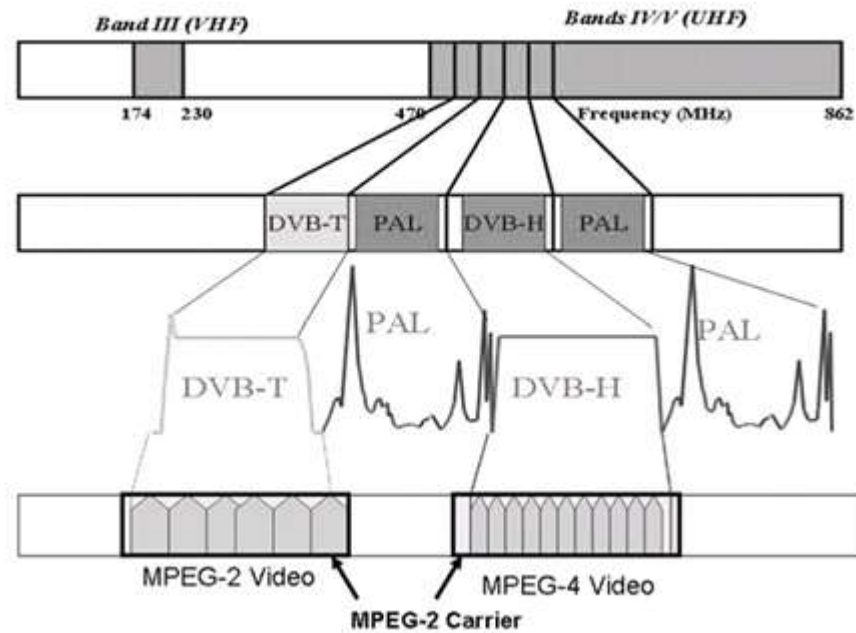 Band III (VHF) Bands IV/V (UHF)
174 230 470 Frequency (MHz) 862
DVB-T PAL DVB-H PAL
PAL PAL
DVB-T DVB-H
MPEG-2 Video MPEG-4 Video
MPEG-2 Carrier